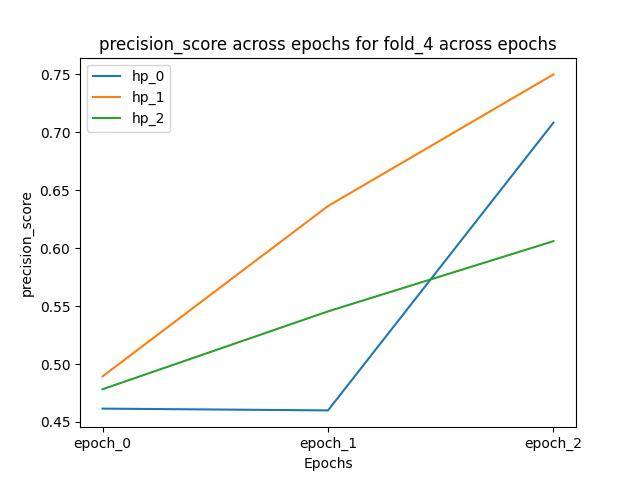 precision_score across epochs for fold_4 across epochs
hp_0
hp_1
hp_2
0.75
0.70
0.65
0.60
0.55
0.50
0.45
precision_score
epoch_0 epoch_1 epoch_2
Epochs